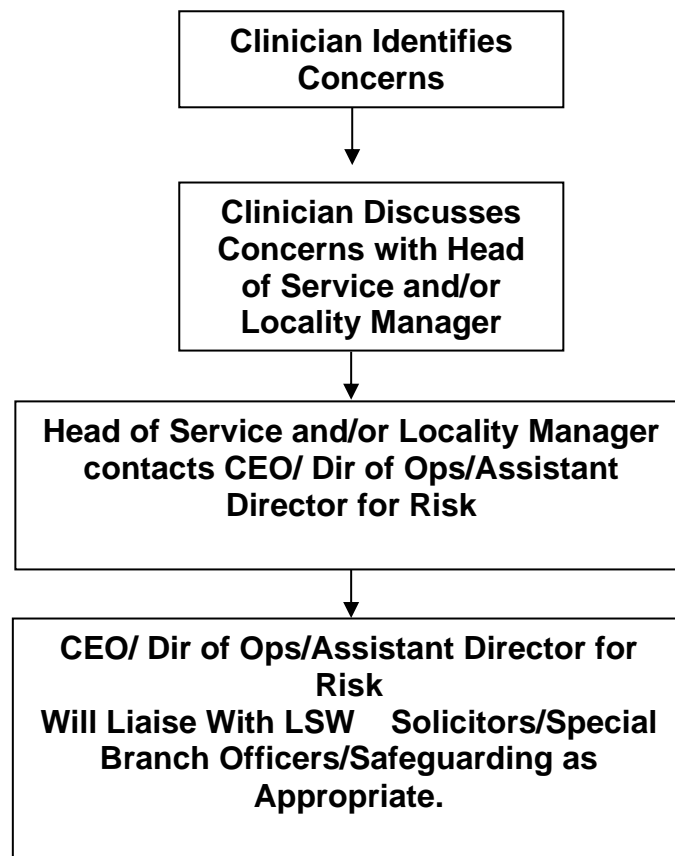 Clinician Identifies
Concerns
Clinician Discusses
Concerns with Head
of Service and/or
Locality Manager
Head of Service and/or Locality Manager
contacts CEO/ Dir of Ops/Assistant
Director for Risk
CEO/ Dir of Ops/Assistant Director for
Risk
Will Liaise With LSW    Solicitors/Special
Branch Officers/Safeguarding as
Appropriate.